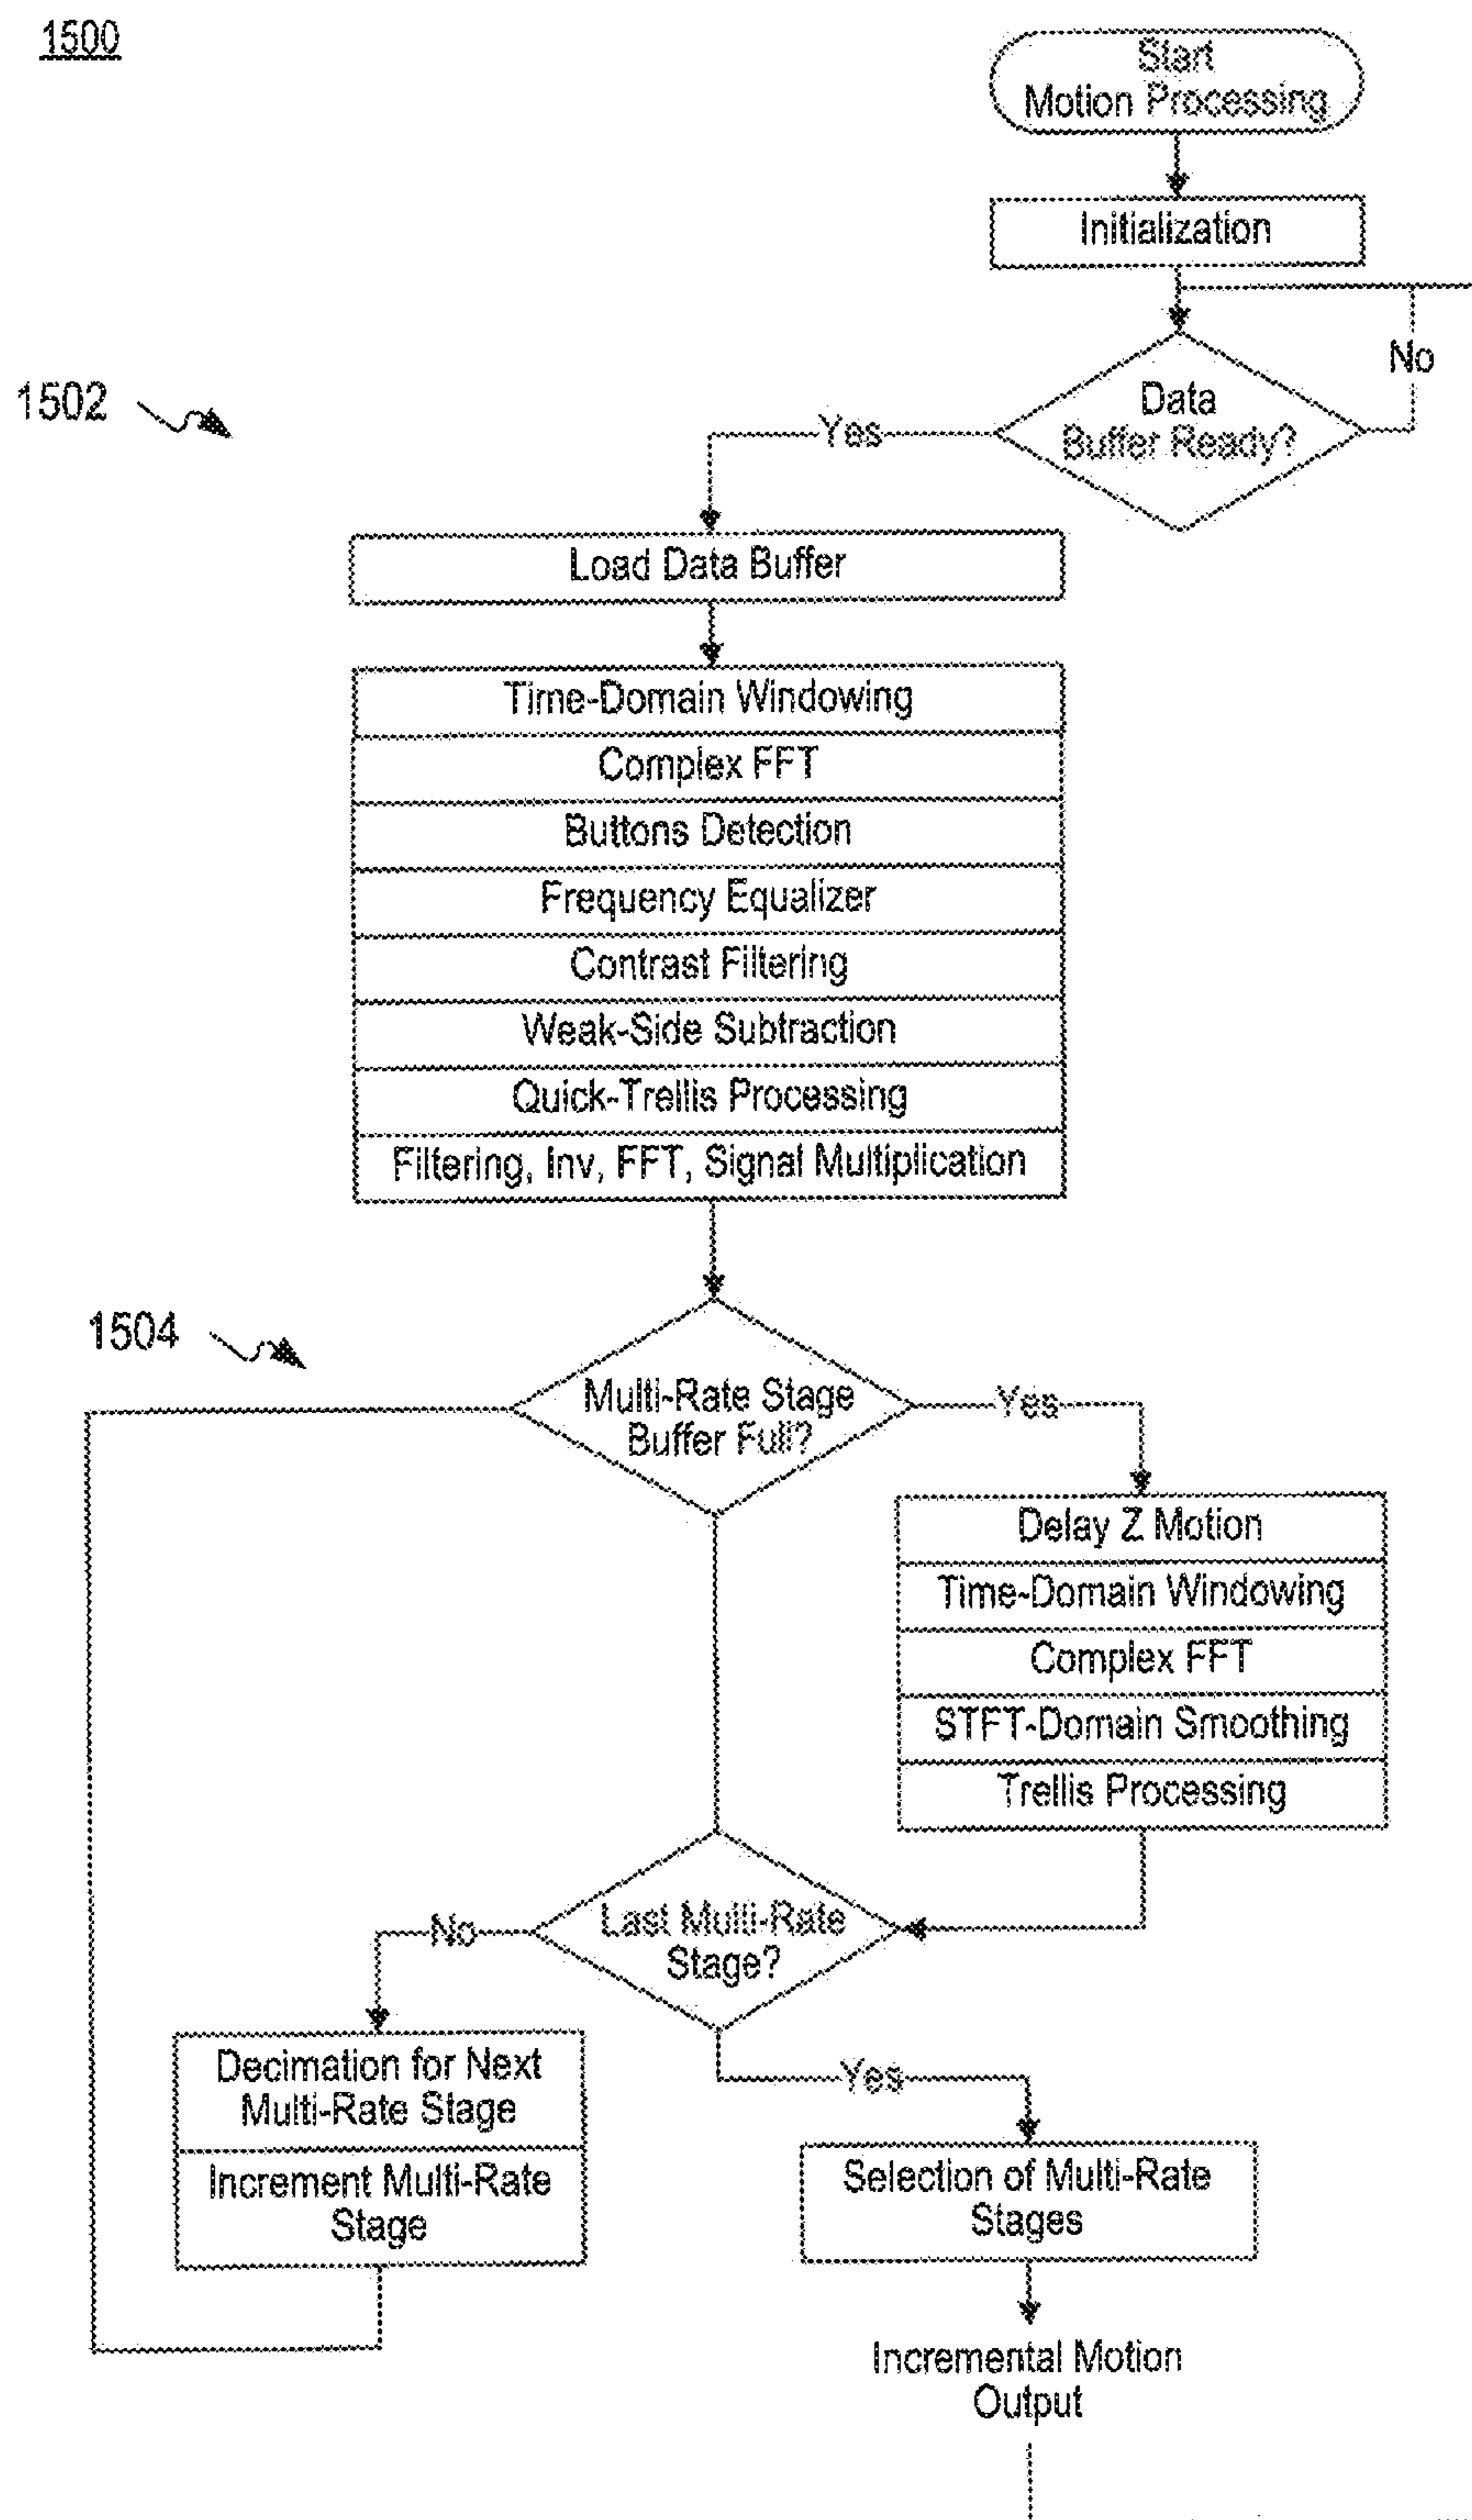 1500
Start
Motion Processing
Initialization
No
1502
Data
Buffer Ready?
Yes
Load Data Buffer
Time-Domain Windowing
Complex FFT
Buttons Detection
Frequency Equalizer
Contrast Filtering
Weak-Side Subtraction
Quick-Trellis Processing
Filtering, Inv, FFT, Signal Multiplication
1504
Multi-Rate Stage
Buffer Full?
Yes
Delay Z Motion
Time-Domain Windowing
Complex FFT
STFT-Domain Smoothing
Trellis Processing
Last Multi-Rate
Stage?
No
Decimation for Next
Multi-Rate Stage
Increment Multi-Rate
Stage
Yes
Selection of Multi-Rate
Stages
Incremental Motion
Output